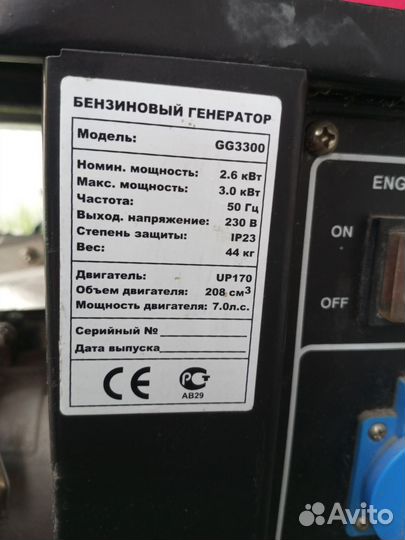 БЕНЗИНОВЫЙ ГЕНЕРАТОР
Модель: GG3300
Номин. мощность: 2.6 кВт
Макс. мощность: 3.0 кВт
Частота: 50 Гц
Выход. напряжение: 230 В
Степень защиты: IP23
Вес: 44 кг
Двигатель: UP170
Объем двигателя: 208 см³
Мощность двигателя: 7.0л.с.
Серийный №
Дата выпуска
CE РСТ
АВ29
ENG
ON
OFF
Avito